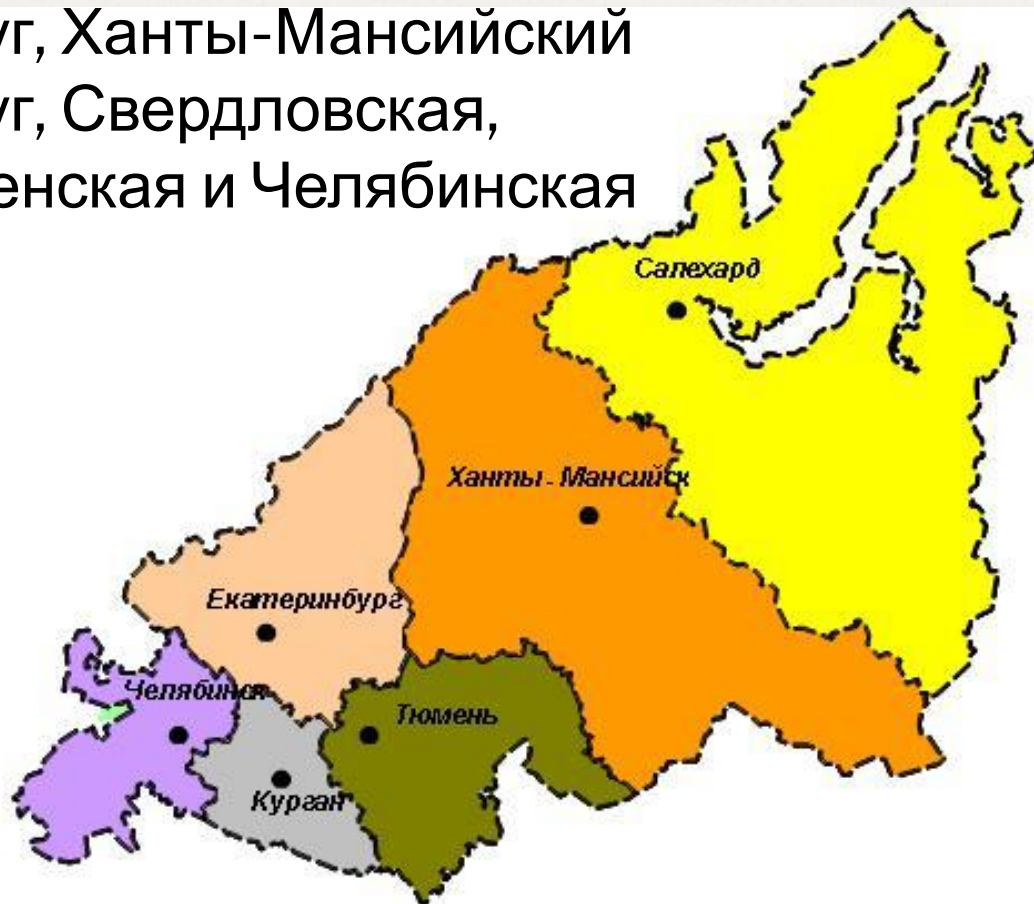 уг, Ханты-Мансийский
уг, Свердловская,
енская и Челябинская
Салехард
Ханты - Мансийск
Екатеринбург
Челябинск
Тюмень
Курган